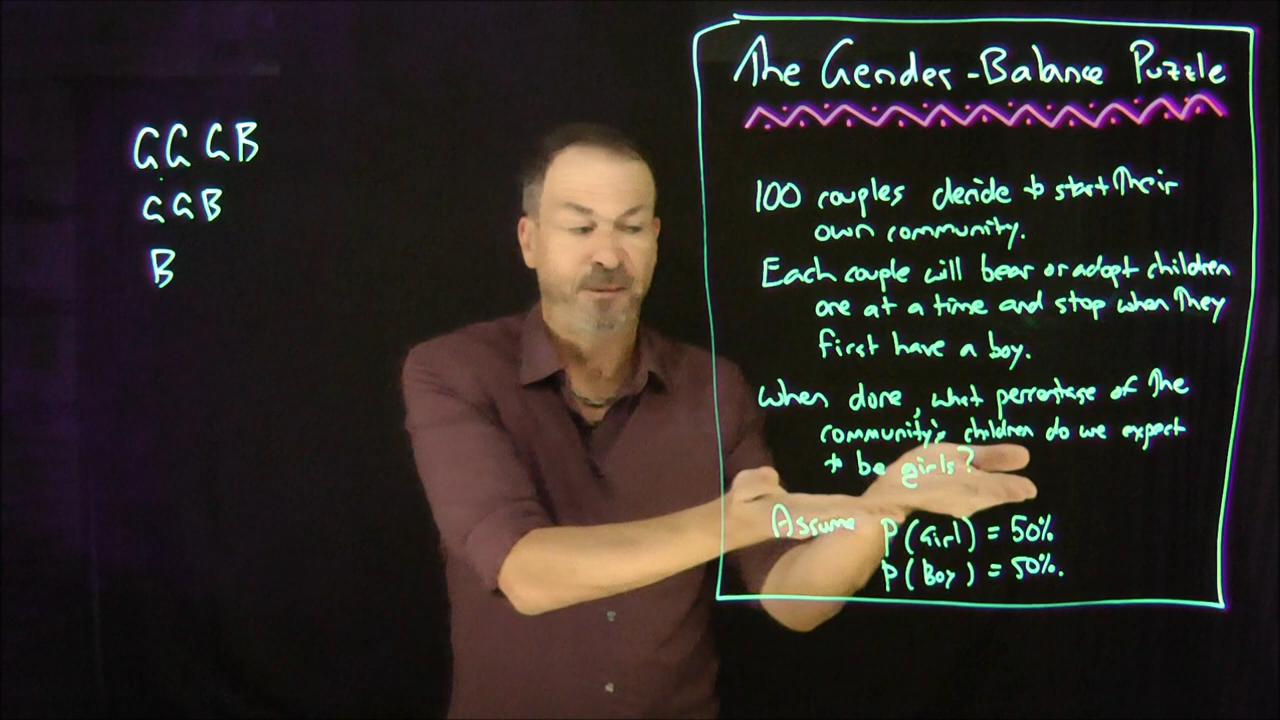 GG GB
GGB
B
The Gender-Balance Puzzle
100 couples decide to start their
own community.
Each couple will bear or adopt children
one at a time and stop when they
first have a boy.
When done, what percentage of the
community's children do we expect
to be girls?
Assume P(Girl) = 50%
P(Boy) = 50%.